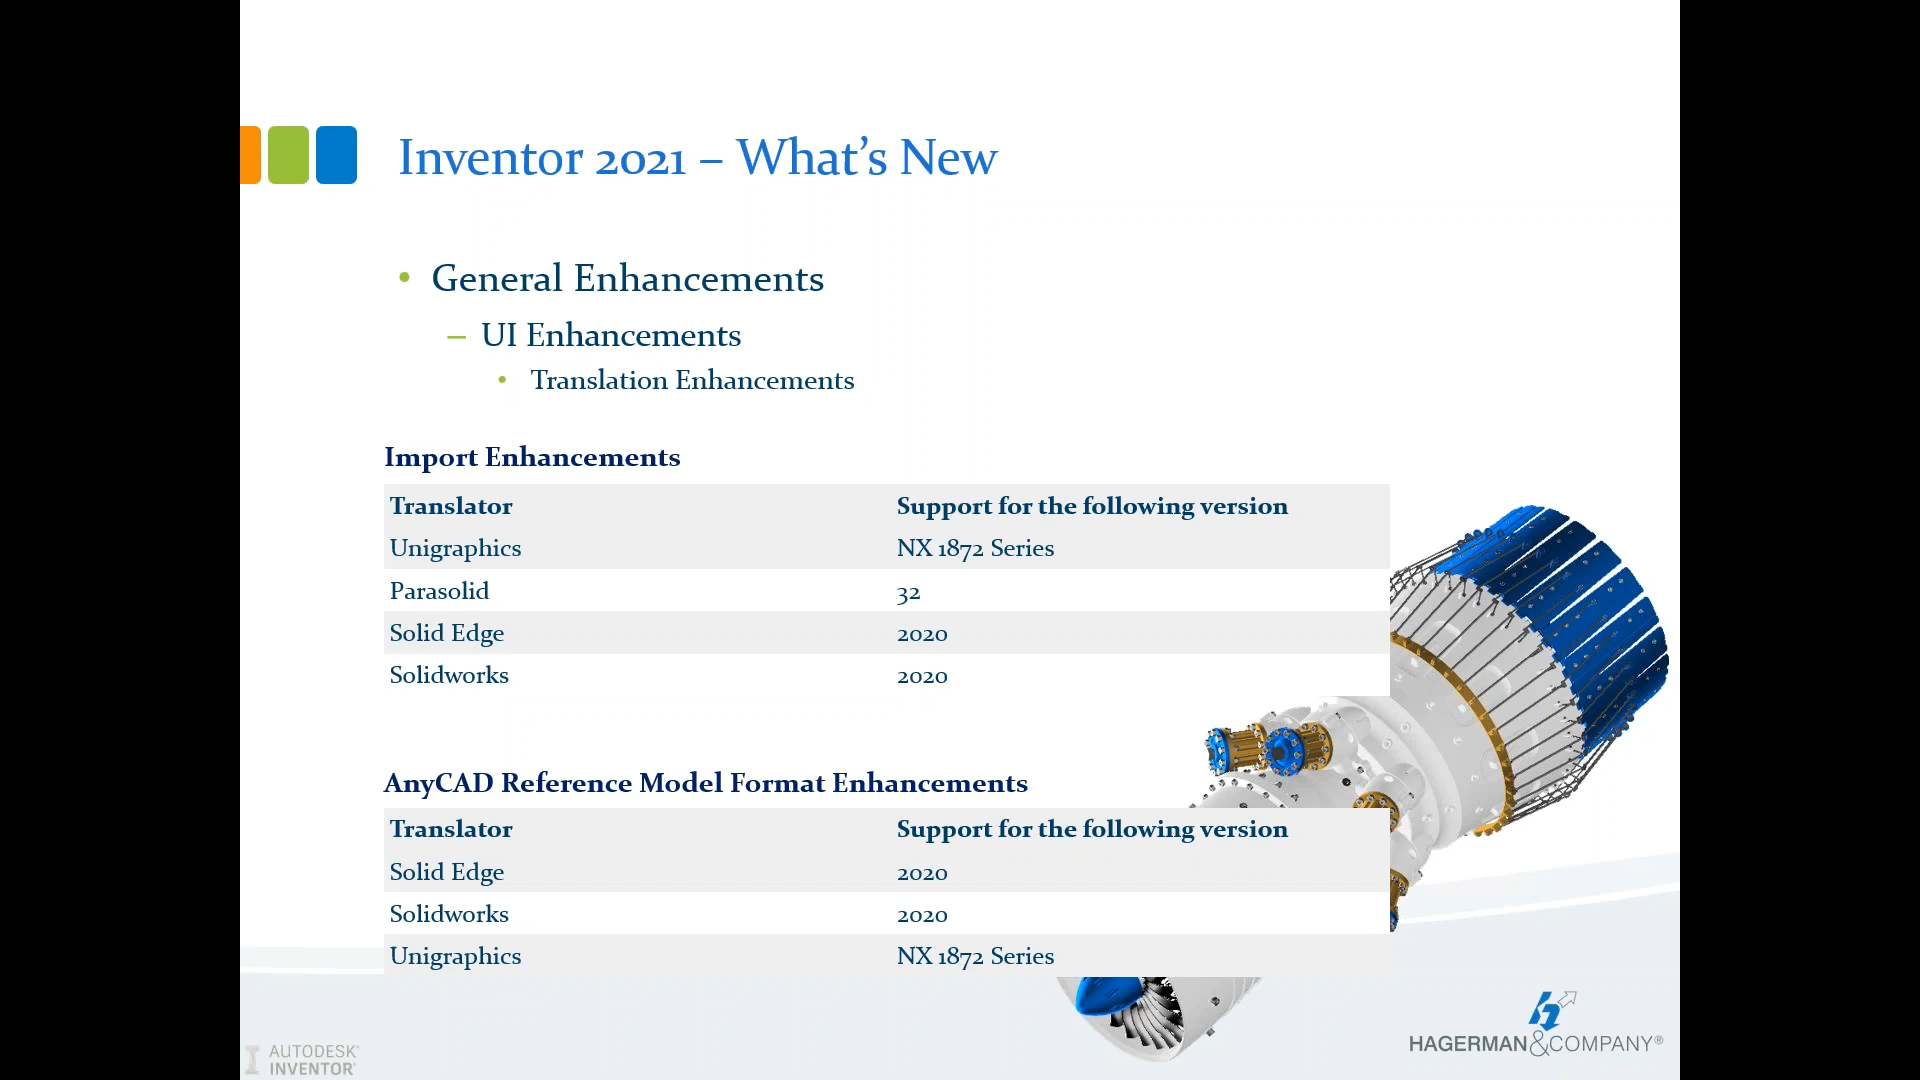 Inventor 2021 – What’s New
• General Enhancements
– UI Enhancements
• Translation Enhancements
Import Enhancements
Translator Support for the following version
Unigraphics NX 1872 Series
Parasolid 32
Solid Edge 2020
Solidworks 2020
AnyCAD Reference Model Format Enhancements
Translator Support for the following version
Solid Edge 2020
Solidworks 2020
Unigraphics NX 1872 Series
HAGERMAN&COMPANY®
AUTODESK®
INVENTOR®